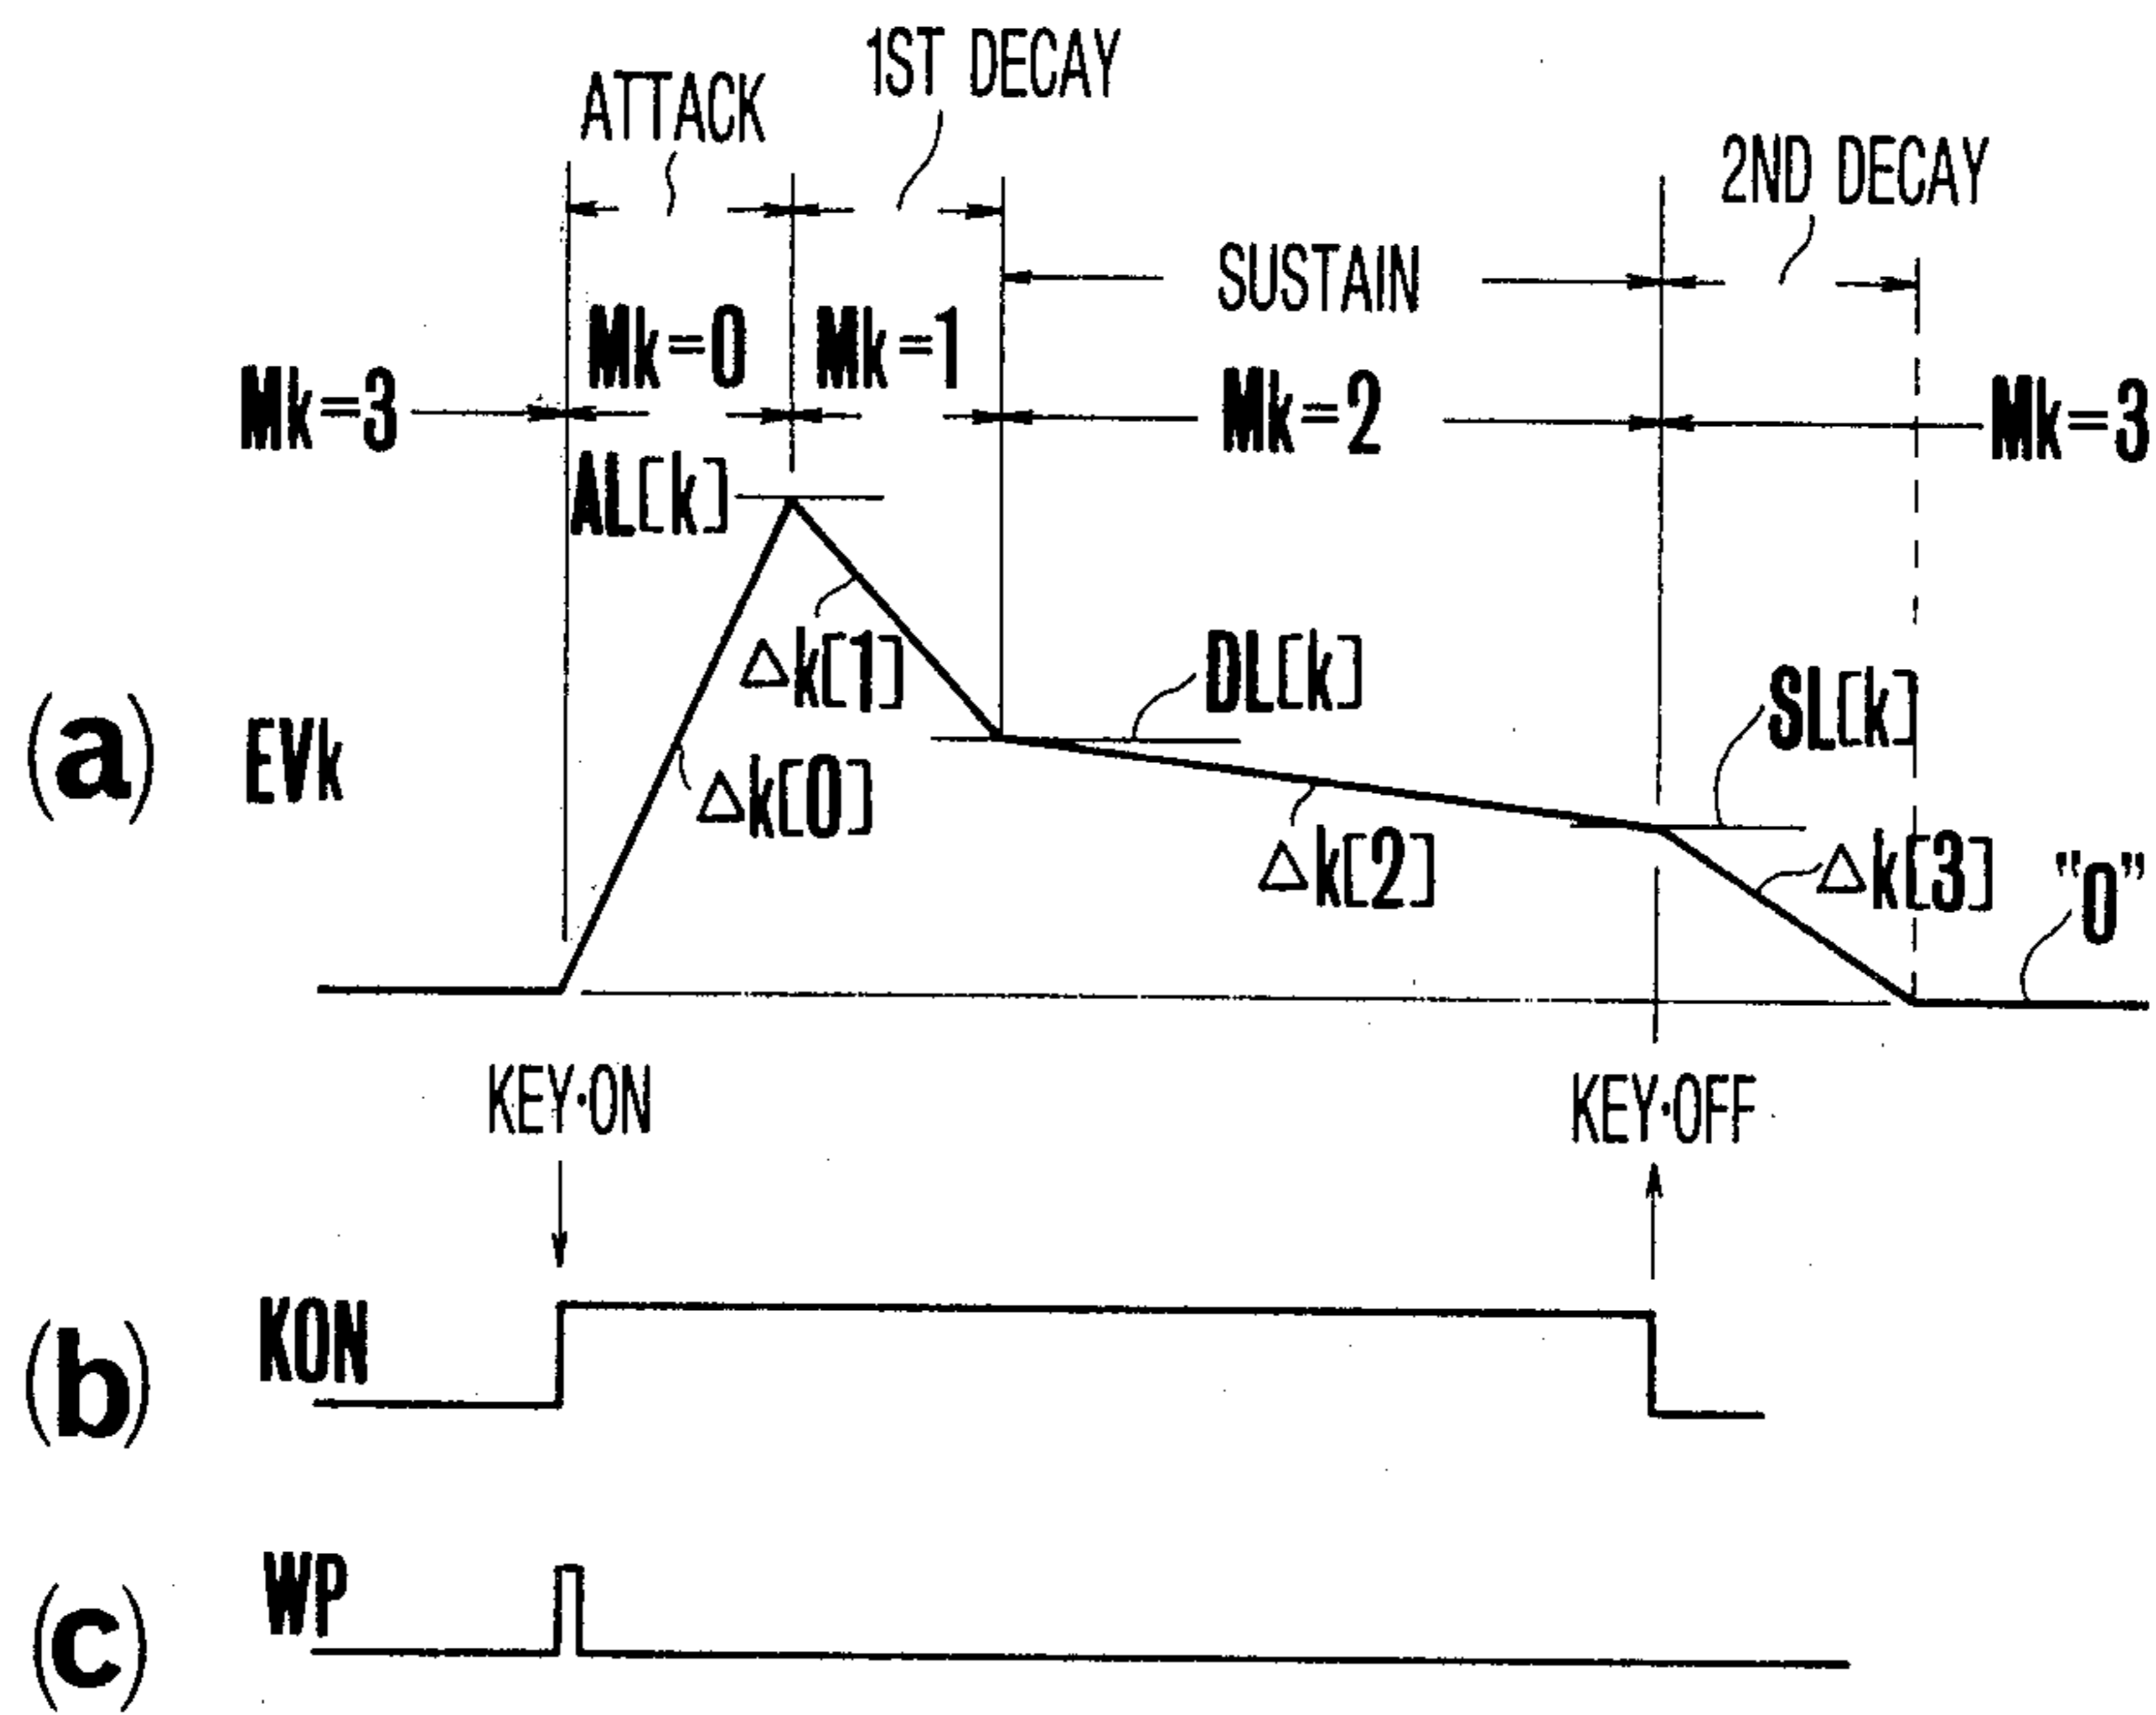 1ST DECAY
ATTACK
2ND DECAY
SUSTAIN
Mk=0 Mk=1
Mk=3 Mk=2 Mk=3
AL[k]
Δk[1] DL[k] SL[k]
(a) EVk Δk[0]
Δk[2] Δk[3] "0"
KEY·ON KEY·OFF
(b) KON
(c) WP